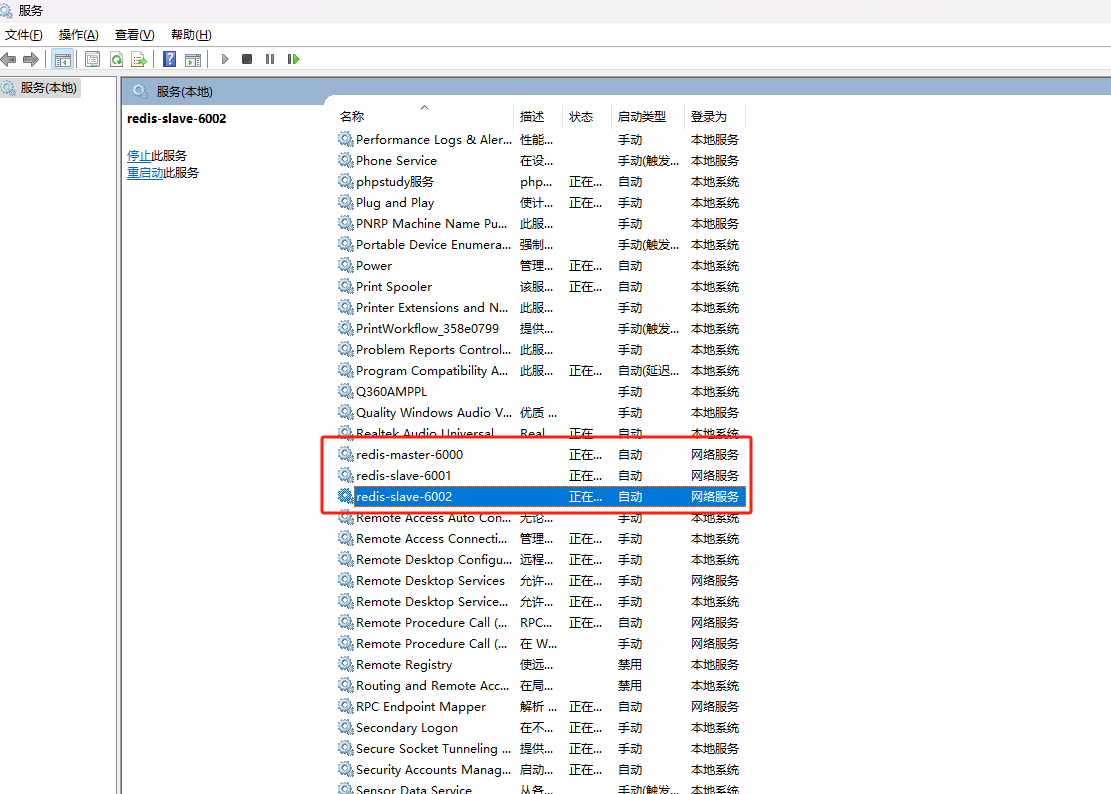 服务
文件(F) 操作(A) 查看(V) 帮助(H)
服务(本地)
服务(本地)
redis-slave-6002
停止此服务
重启动此服务
名称 描述 状态 启动类型 登录为
Performance Logs & Aler... 性能... 手动 本地服务
Phone Service 在设... 手动(触发... 本地服务
phpstudy服务 php... 正在... 自动 本地系统
Plug and Play 使计... 正在... 手动 本地系统
PNRP Machine Name Pu... 此服... 手动 本地服务
Portable Device Enumera... 强制... 手动(触发... 本地系统
Power 管理... 正在... 自动 本地系统
Print Spooler 该服... 正在... 自动 本地系统
Printer Extensions and N... 此服... 手动 本地系统
PrintWorkflow_358e0799 提供... 手动(触发... 本地系统
Problem Reports Control... 此服... 手动 本地系统
Program Compatibility A... 此服... 正在... 自动(延迟... 本地系统
Q360AMPPL 手动 本地系统
Quality Windows Audio V... 优质 ... 手动 本地服务
Realtek Audio Universal Real 正在 自动 本地系统
redis-master-6000 正在... 自动 网络服务
redis-slave-6001 正在... 自动 网络服务
redis-slave-6002 正在... 自动 网络服务
Remote Access Auto Con... 无论... 手动 本地系统
Remote Access Connecti... 管理... 正在... 手动 本地系统
Remote Desktop Configu... 远程... 正在... 手动 本地系统
Remote Desktop Services 允许... 正在... 手动 网络服务
Remote Desktop Service... 允许... 正在... 手动 本地系统
Remote Procedure Call (... RPC... 正在... 自动 网络服务
Remote Procedure Call (... 在 W... 手动 网络服务
Remote Registry 使远... 禁用 本地服务
Routing and Remote Acc... 在局... 禁用 本地系统
RPC Endpoint Mapper 解析 ... 正在... 自动 网络服务
Secondary Logon 在不... 正在... 手动 本地系统
Secure Socket Tunneling ... 提供... 正在... 手动 本地服务
Security Accounts Manag... 启动... 正在... 自动 本地系统
Sensor Data Service 从各... 手动(触发... 本地系统